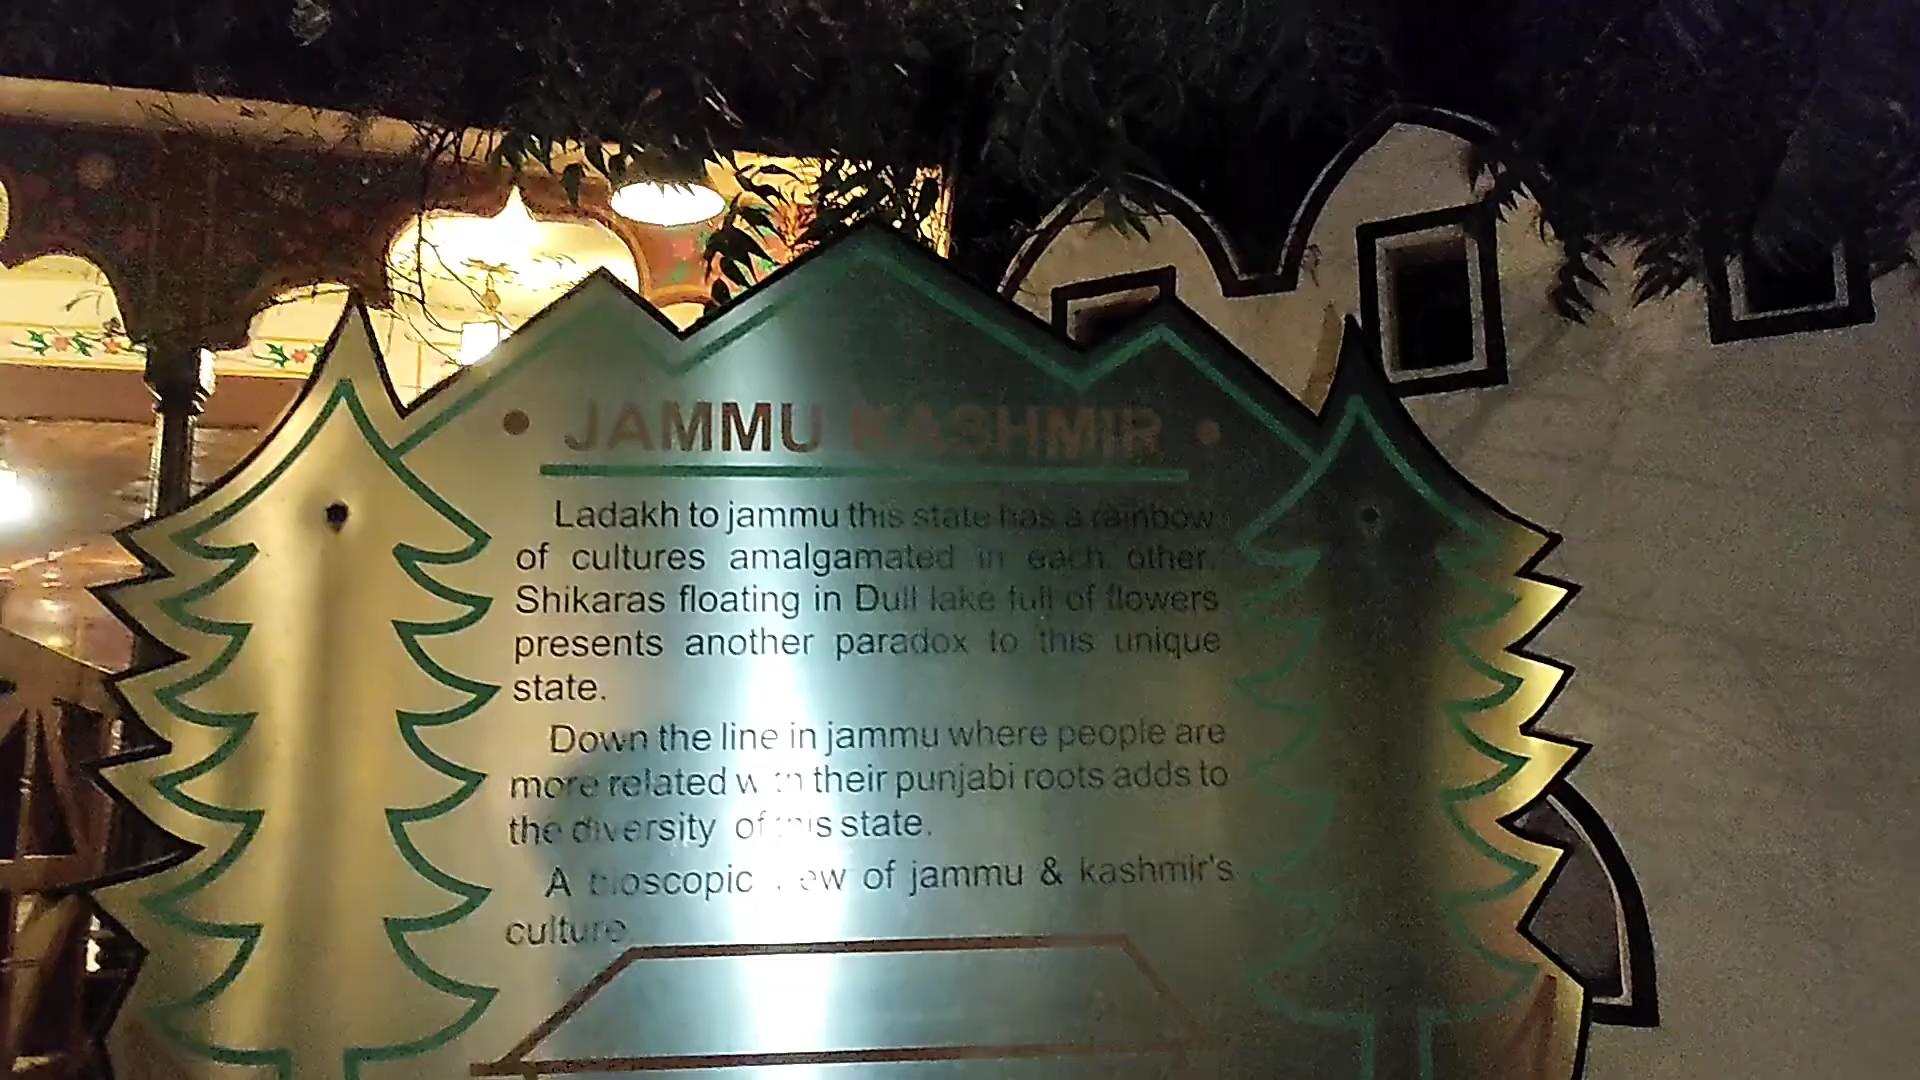 • JAMMU KASHMIR •
Ladakh to jammu this state has a rainbow
of cultures amalgamated in each other.
Shikaras floating in Dull lake full of flowers
presents another paradox to this unique
state.
Down the line in jammu where people are
more related with their punjabi roots adds to
the diversity of this state.
A bioscopic view of jammu & kashmir's
culture